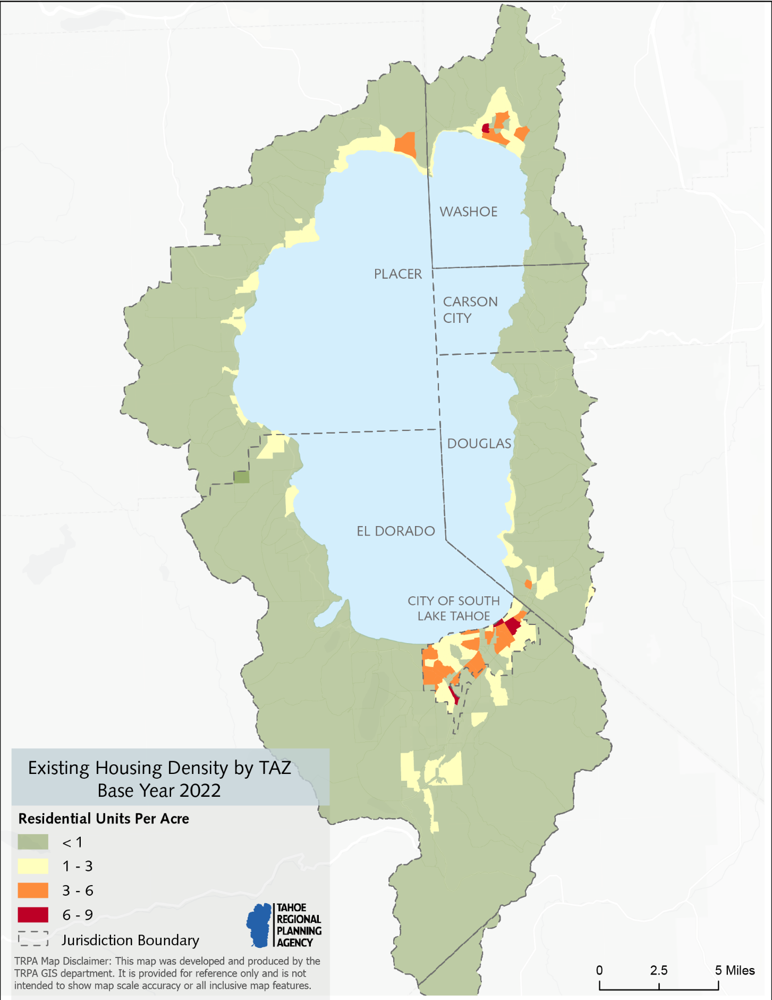 WASHOE
PLACER
CARSON
CITY
DOUGLAS
EL DORADO
CITY OF SOUTH
LAKE TAHOE
Existing Housing Density by TAZ
Base Year 2022
Residential Units Per Acre
< 1
1 - 3
3 - 6
6 - 9
Jurisdiction Boundary
TAHOE
REGIONAL
PLANNING
AGENCY
TRPA Map Disclaimer: This map was developed and produced by the
TRPA GIS department. It is provided for reference only and is not
intended to show map scale accuracy or all inclusive map features.
0 2.5 5 Miles